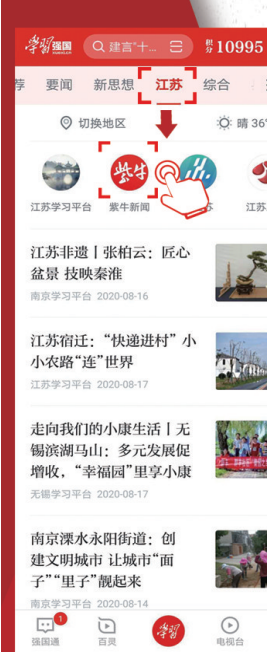 学习强国
建言“十...
积分 10995
荐 要闻 新思想 江苏 综合
切换地区
晴 36°
紫牛
江苏学习平台 紫牛新闻 江苏
江苏非遗丨张柏云：匠心
盆景 技映秦淮
南京学习平台 2020-08-16
江苏宿迁：“快递进村” 小
小农路“连”世界
江苏学习平台 2020-08-17
走向我们的小康生活丨无
锡滨湖马山：多元发展促
增收，“幸福园”里享小康
无锡学习平台 2020-08-17
南京溧水永阳街道：创
建文明城市 让城市“面
子”“里子”靓起来
南京学习平台 2020-08-14
1
强国通 百灵 学习 电视台